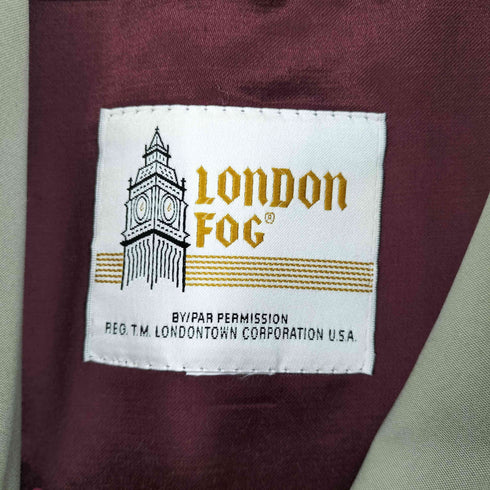 LONDON
FOG®
BY/PAR PERMISSION
REG. T.M. LONDONTOWN CORPORATION U.S.A.